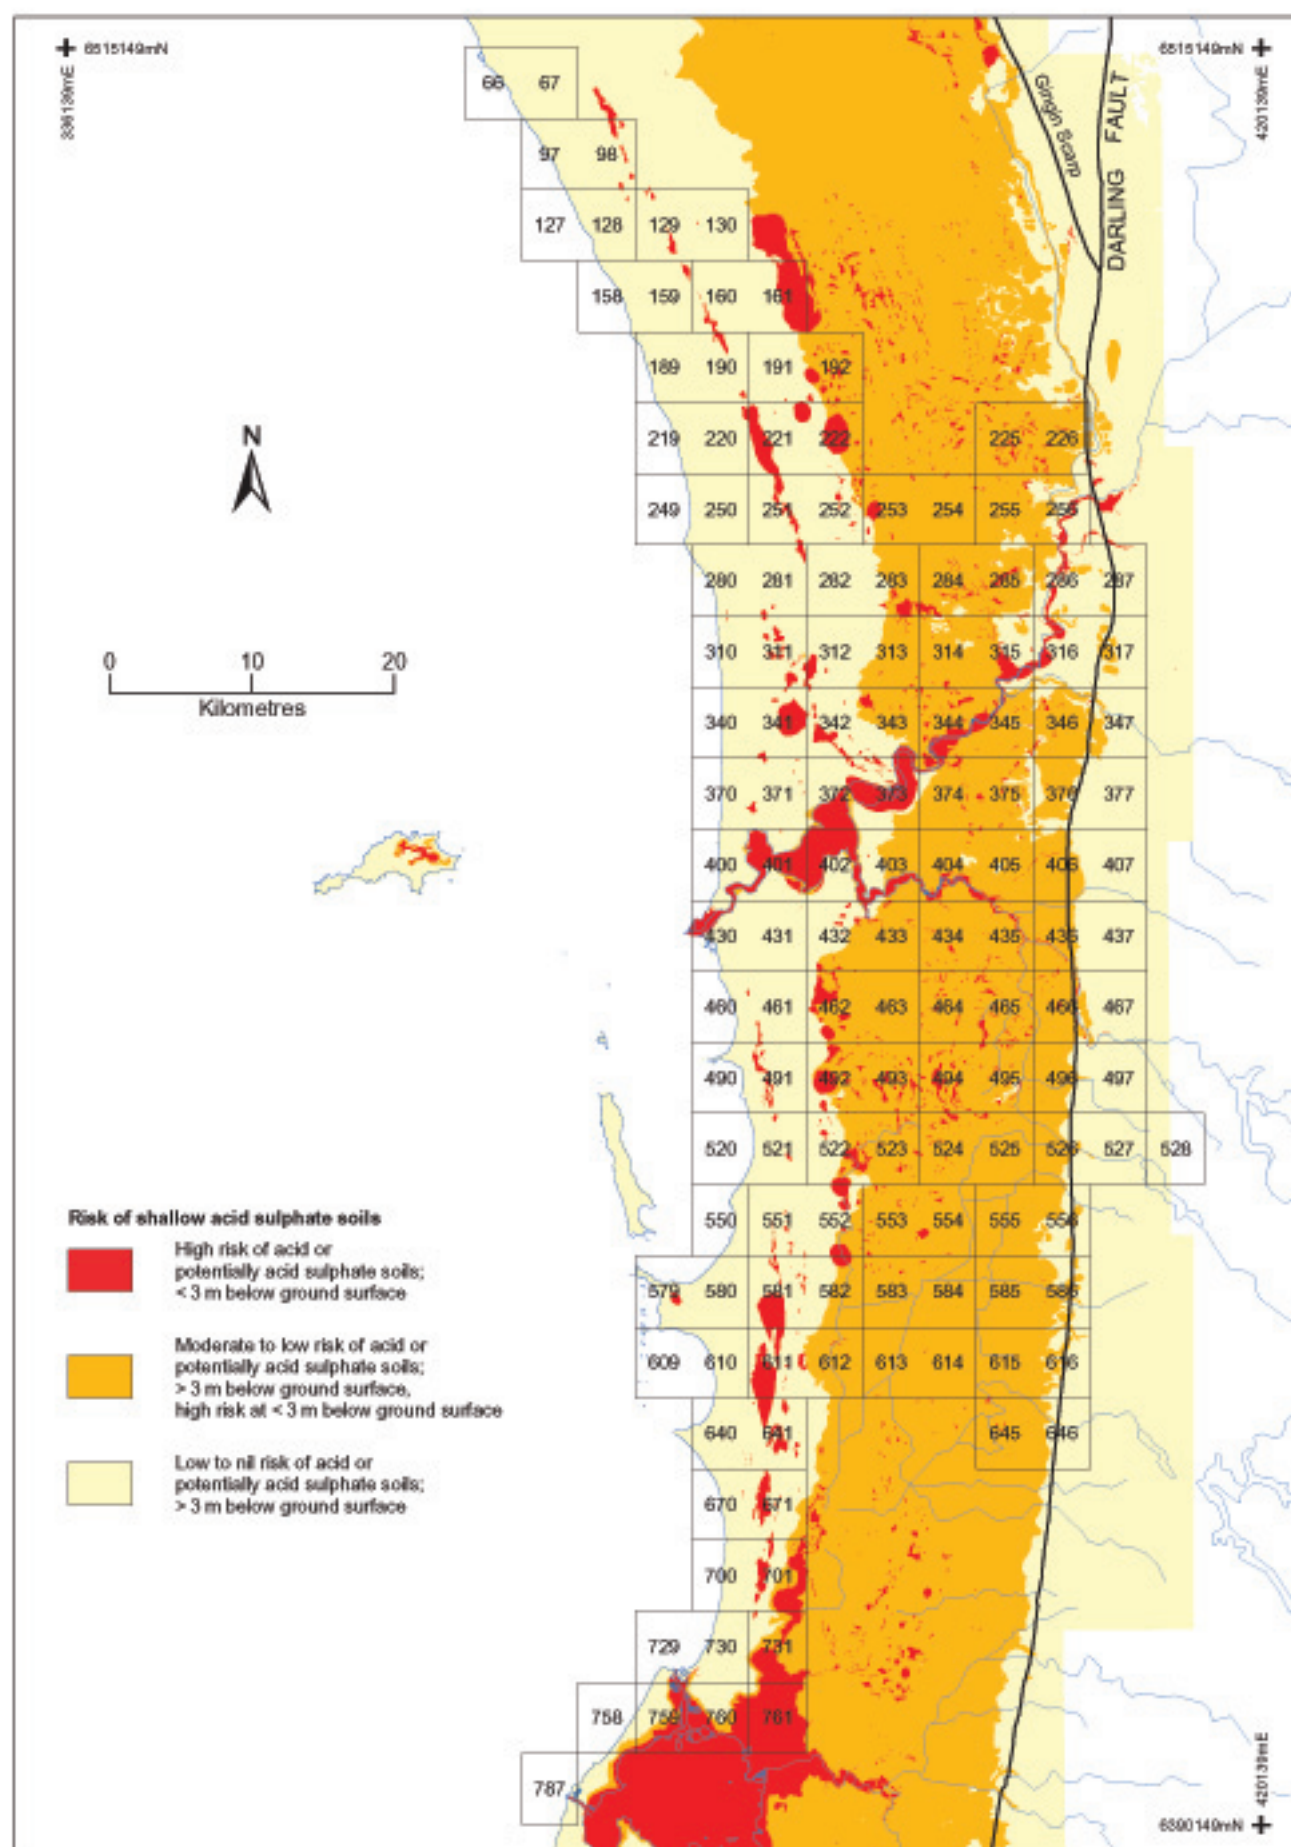 6515149mN
6515149mN
336139mE
420139mE
Gingin Scarp
DARLING FAULT
66 67
97 98
127 128 129 130
158 159 160 161
189 190 191 192
219 220 221 222 225 226
249 250 251 252 253 254 255 256
280 281 282 283 284 285 286 287
310 311 312 313 314 315 316 317
340 341 342 343 344 345 346 347
370 371 372 373 374 375 376 377
400 401 402 403 404 405 406 407
430 431 432 433 434 435 436 437
460 461 462 463 464 465 466 467
490 491 492 493 494 495 496 497
520 521 522 523 524 525 526 527 528
550 551 552 553 554 555 556
579 580 581 582 583 584 585 586
609 610 611 612 613 614 615 616
640 641 645 646
670 671
700 701
729 730 731
758 759 760 761
787
N
0 10 20
Kilometres
Risk of shallow acid sulphate soils
High risk of acid or
potentially acid sulphate soils;
< 3 m below ground surface
Moderate to low risk of acid or
potentially acid sulphate soils;
> 3 m below ground surface,
high risk at < 3 m below ground surface
Low to nil risk of acid or
potentially acid sulphate soils;
> 3 m below ground surface
420139mE
6390149mN